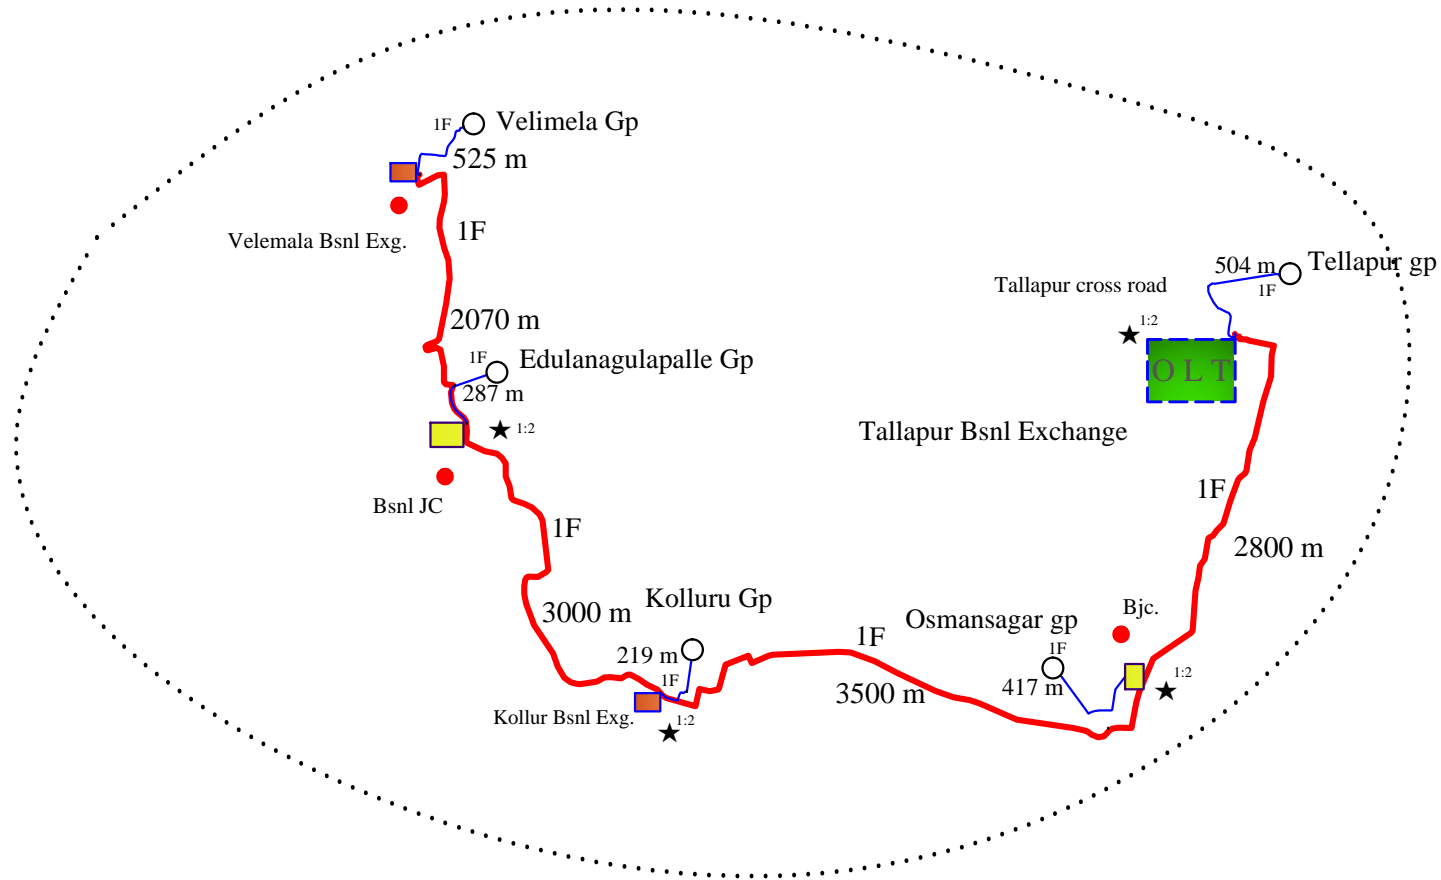 1F
Velimela Gp
525 m
Velemala Bsnl Exg.
1F
504 m
Tellapur gp
1F
Tallapur cross road
1:2
2070 m
1F
Edulanagulapalle Gp
287 m
O L T
1:2
Tallapur Bsnl Exchange
Bsnl JC
1F
1F
2800 m
3000 m
Kolluru Gp
Osmansagar gp
Bjc.
219 m
1F
1F
1F
417 m
1:2
3500 m
Kollur Bsnl Exg.
1:2